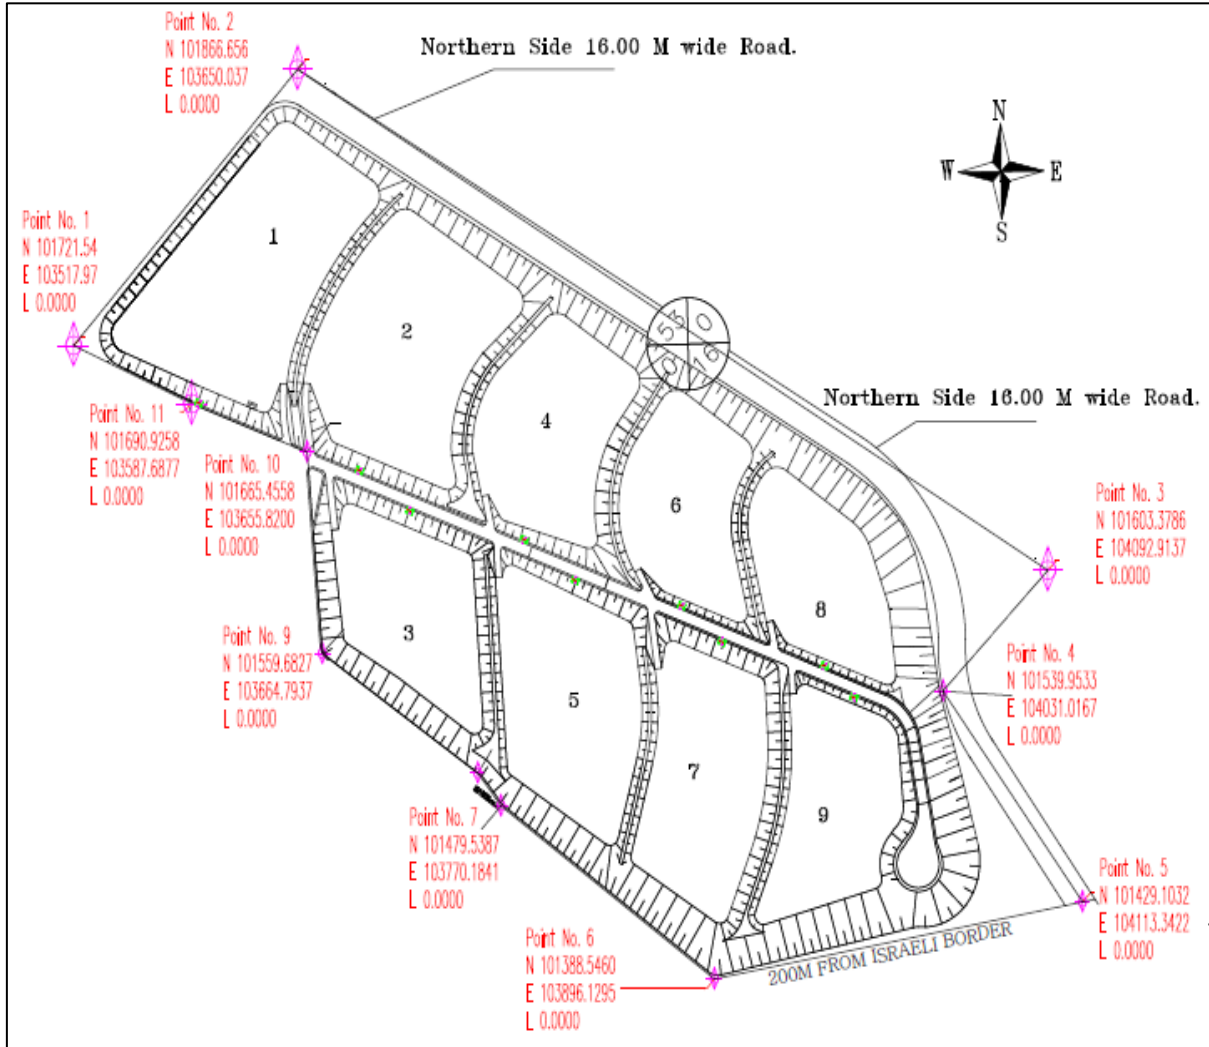 Point No. 2
N 101866.656
E 103650.037
L 0.0000
Northern Side 16.00 M wide Road.
N
W E
S
Point No. 1
N 101721.54
E 103517.97
L 0.0000
1
2
53 0
0 16
4
Northern Side 16.00 M wide Road.
Point No. 11
N 101690.9258
E 103587.6877
L 0.0000
Point No. 10
N 101665.4558
E 103655.8200
L 0.0000
6
Point No. 3
N 101603.3786
E 104092.9137
L 0.0000
8
3
Point No. 9
N 101559.6827
E 103664.7937
L 0.0000
Point No. 4
N 101539.9533
E 104031.0167
L 0.0000
5
7
9
Point No. 7
N 101479.5387
E 103770.1841
L 0.0000
Point No. 5
N 101429.1032
E 104113.3422
L 0.0000
Point No. 6
N 101388.5460
E 103896.1295
L 0.0000
200M FROM ISRAELI BORDER